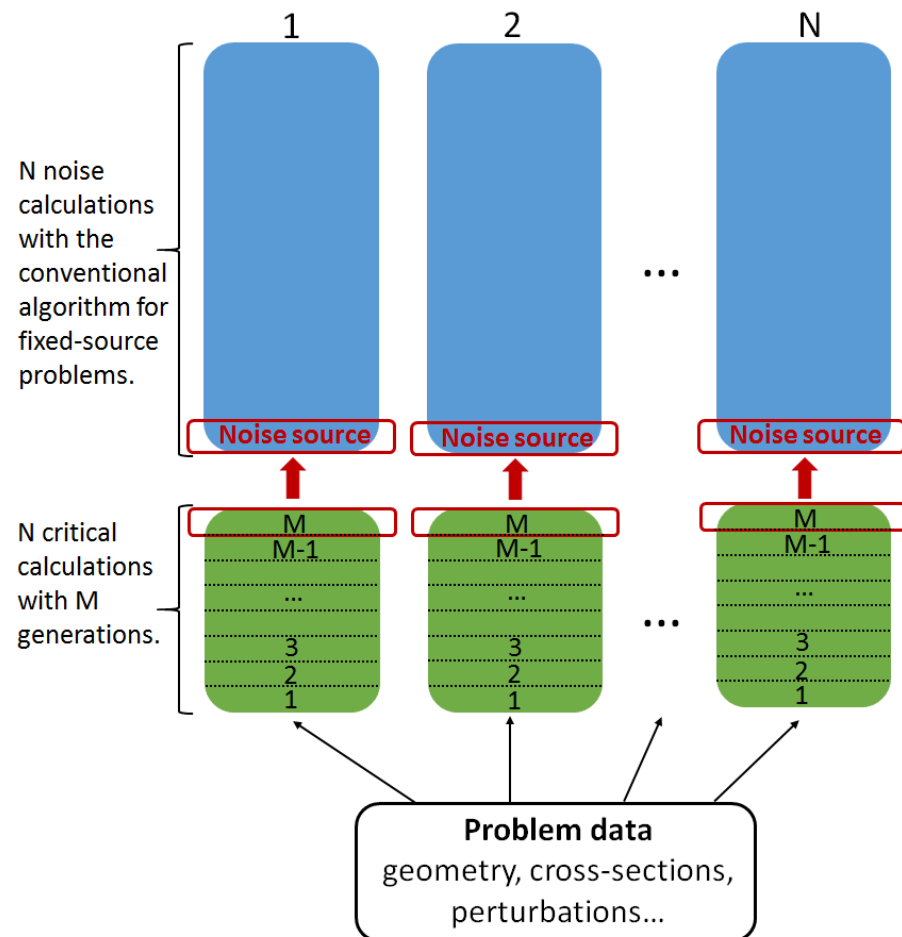 1
2
N
N noise
calculations
with the
conventional
algorithm for
fixed-source
problems.
...
Noise source
Noise source
Noise source
N critical
calculations
with M
generations.
M
M-1
...
3
2
1
M
M-1
...
3
2
1
...
M
M-1
...
3
2
1
Problem data
geometry, cross-sections,
perturbations...